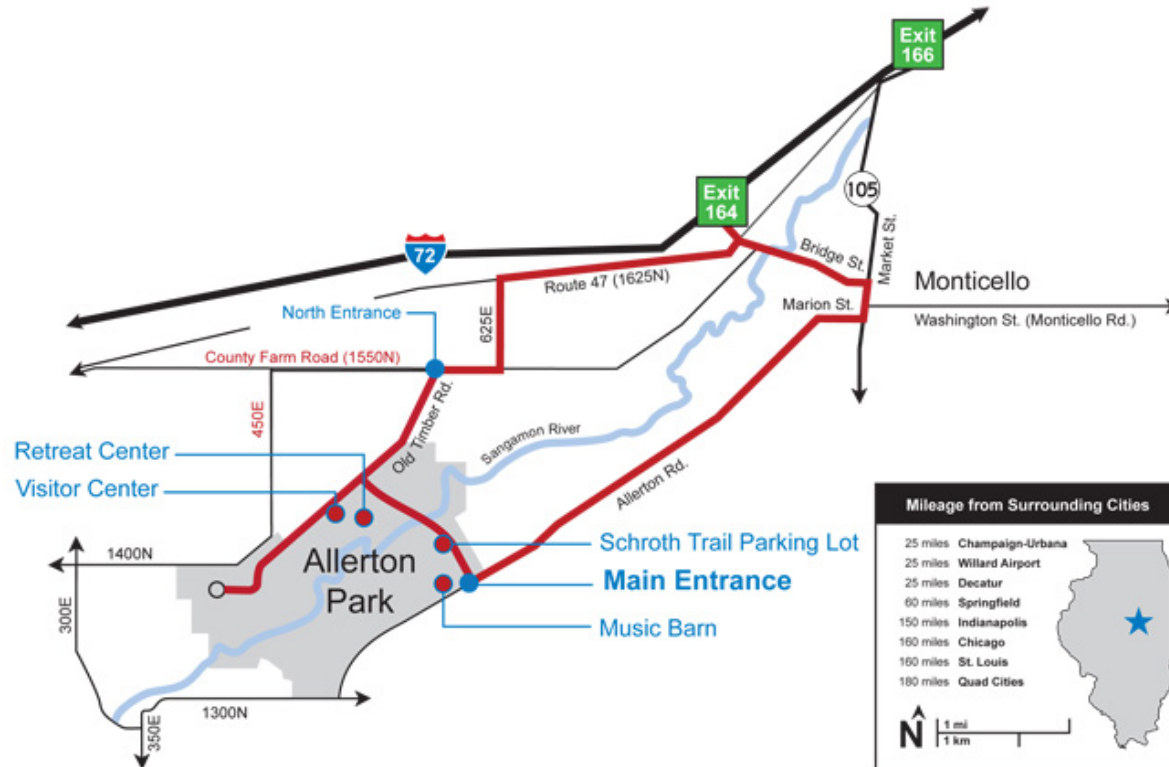 Exit
166
Exit
164
105
72
Bridge St.
Market St.
Monticello
Route 47 (1625N)
Marion St.
Washington St. (Monticello Rd.)
North Entrance
625E
County Farm Road (1550N)
450E
Old Timber Rd.
Sangamon River
Allerton Rd.
Retreat Center
Visitor Center
Allerton
Park
Schroth Trail Parking Lot
Main Entrance
Music Barn
1400N
300E
1300N
350E
Mileage from Surrounding Cities
25 miles Champaign-Urbana
25 miles Willard Airport
25 miles Decatur
60 miles Springfield
150 miles Indianapolis
160 miles Chicago
160 miles St. Louis
180 miles Quad Cities
N
1 mi
1 km